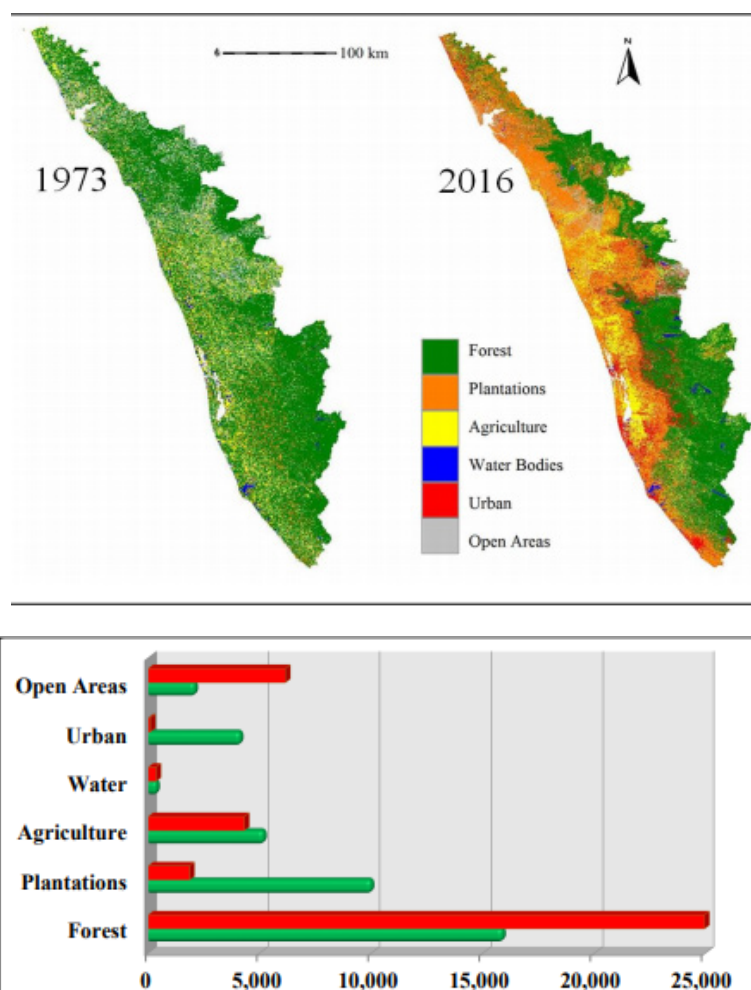 100 km
N
1973
2016
Forest
Plantations
Agriculture
Water Bodies
Urban
Open Areas
Open Areas
Urban
Water
Agriculture
Plantations
Forest
0 5,000 10,000 15,000 20,000 25,000